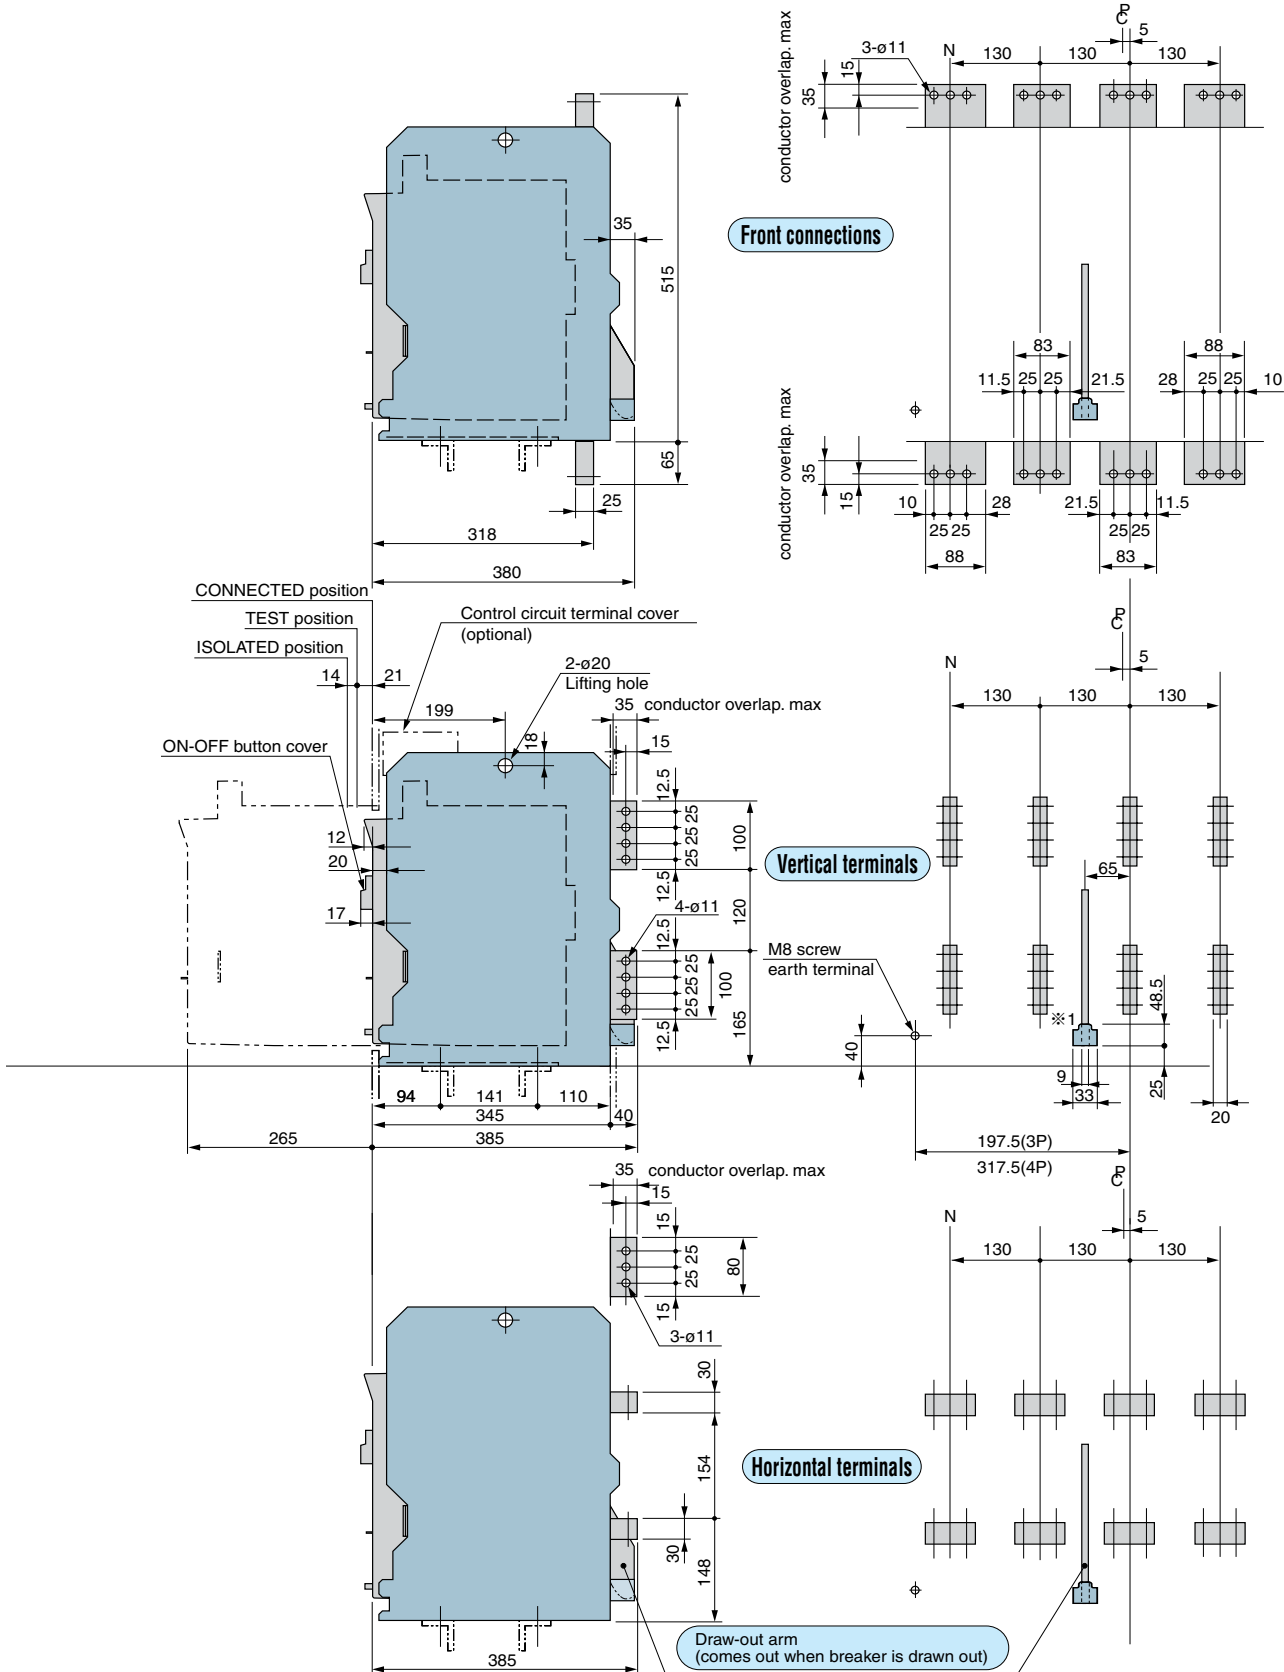 conductor overlap. max
15
35
3-ø11
N
130
130
130
P
C
5
35
515
Front connections
83
88
11.5
25
25
21.5
28
25
25
10
conductor overlap. max
35
15
65
25
318
380
10
25 25
28
21.5
25 25
11.5
88
83
CONNECTED position
TEST position
ISOLATED position
14
21
Control circuit terminal cover
(optional)
2-ø20
Lifting hole
199
18
35 conductor overlap. max
15
ON-OFF button cover
12
20
17
12.5
25
25
25
12.5
100
Vertical terminals
120
4-ø11
12.5
25
25
25
12.5
100
165
M8 screw
earth terminal
N
P
C
5
130
130
130
65
※1
48.5
40
9
33
25
20
94
141
110
345
40
265
385
197.5(3P)
317.5(4P)
35 conductor overlap. max
15
15
25
25
15
80
3-ø11
P
C
N
5
130
130
130
30
154
Horizontal terminals
30
148
Draw-out arm
(comes out when breaker is drawn out)
385